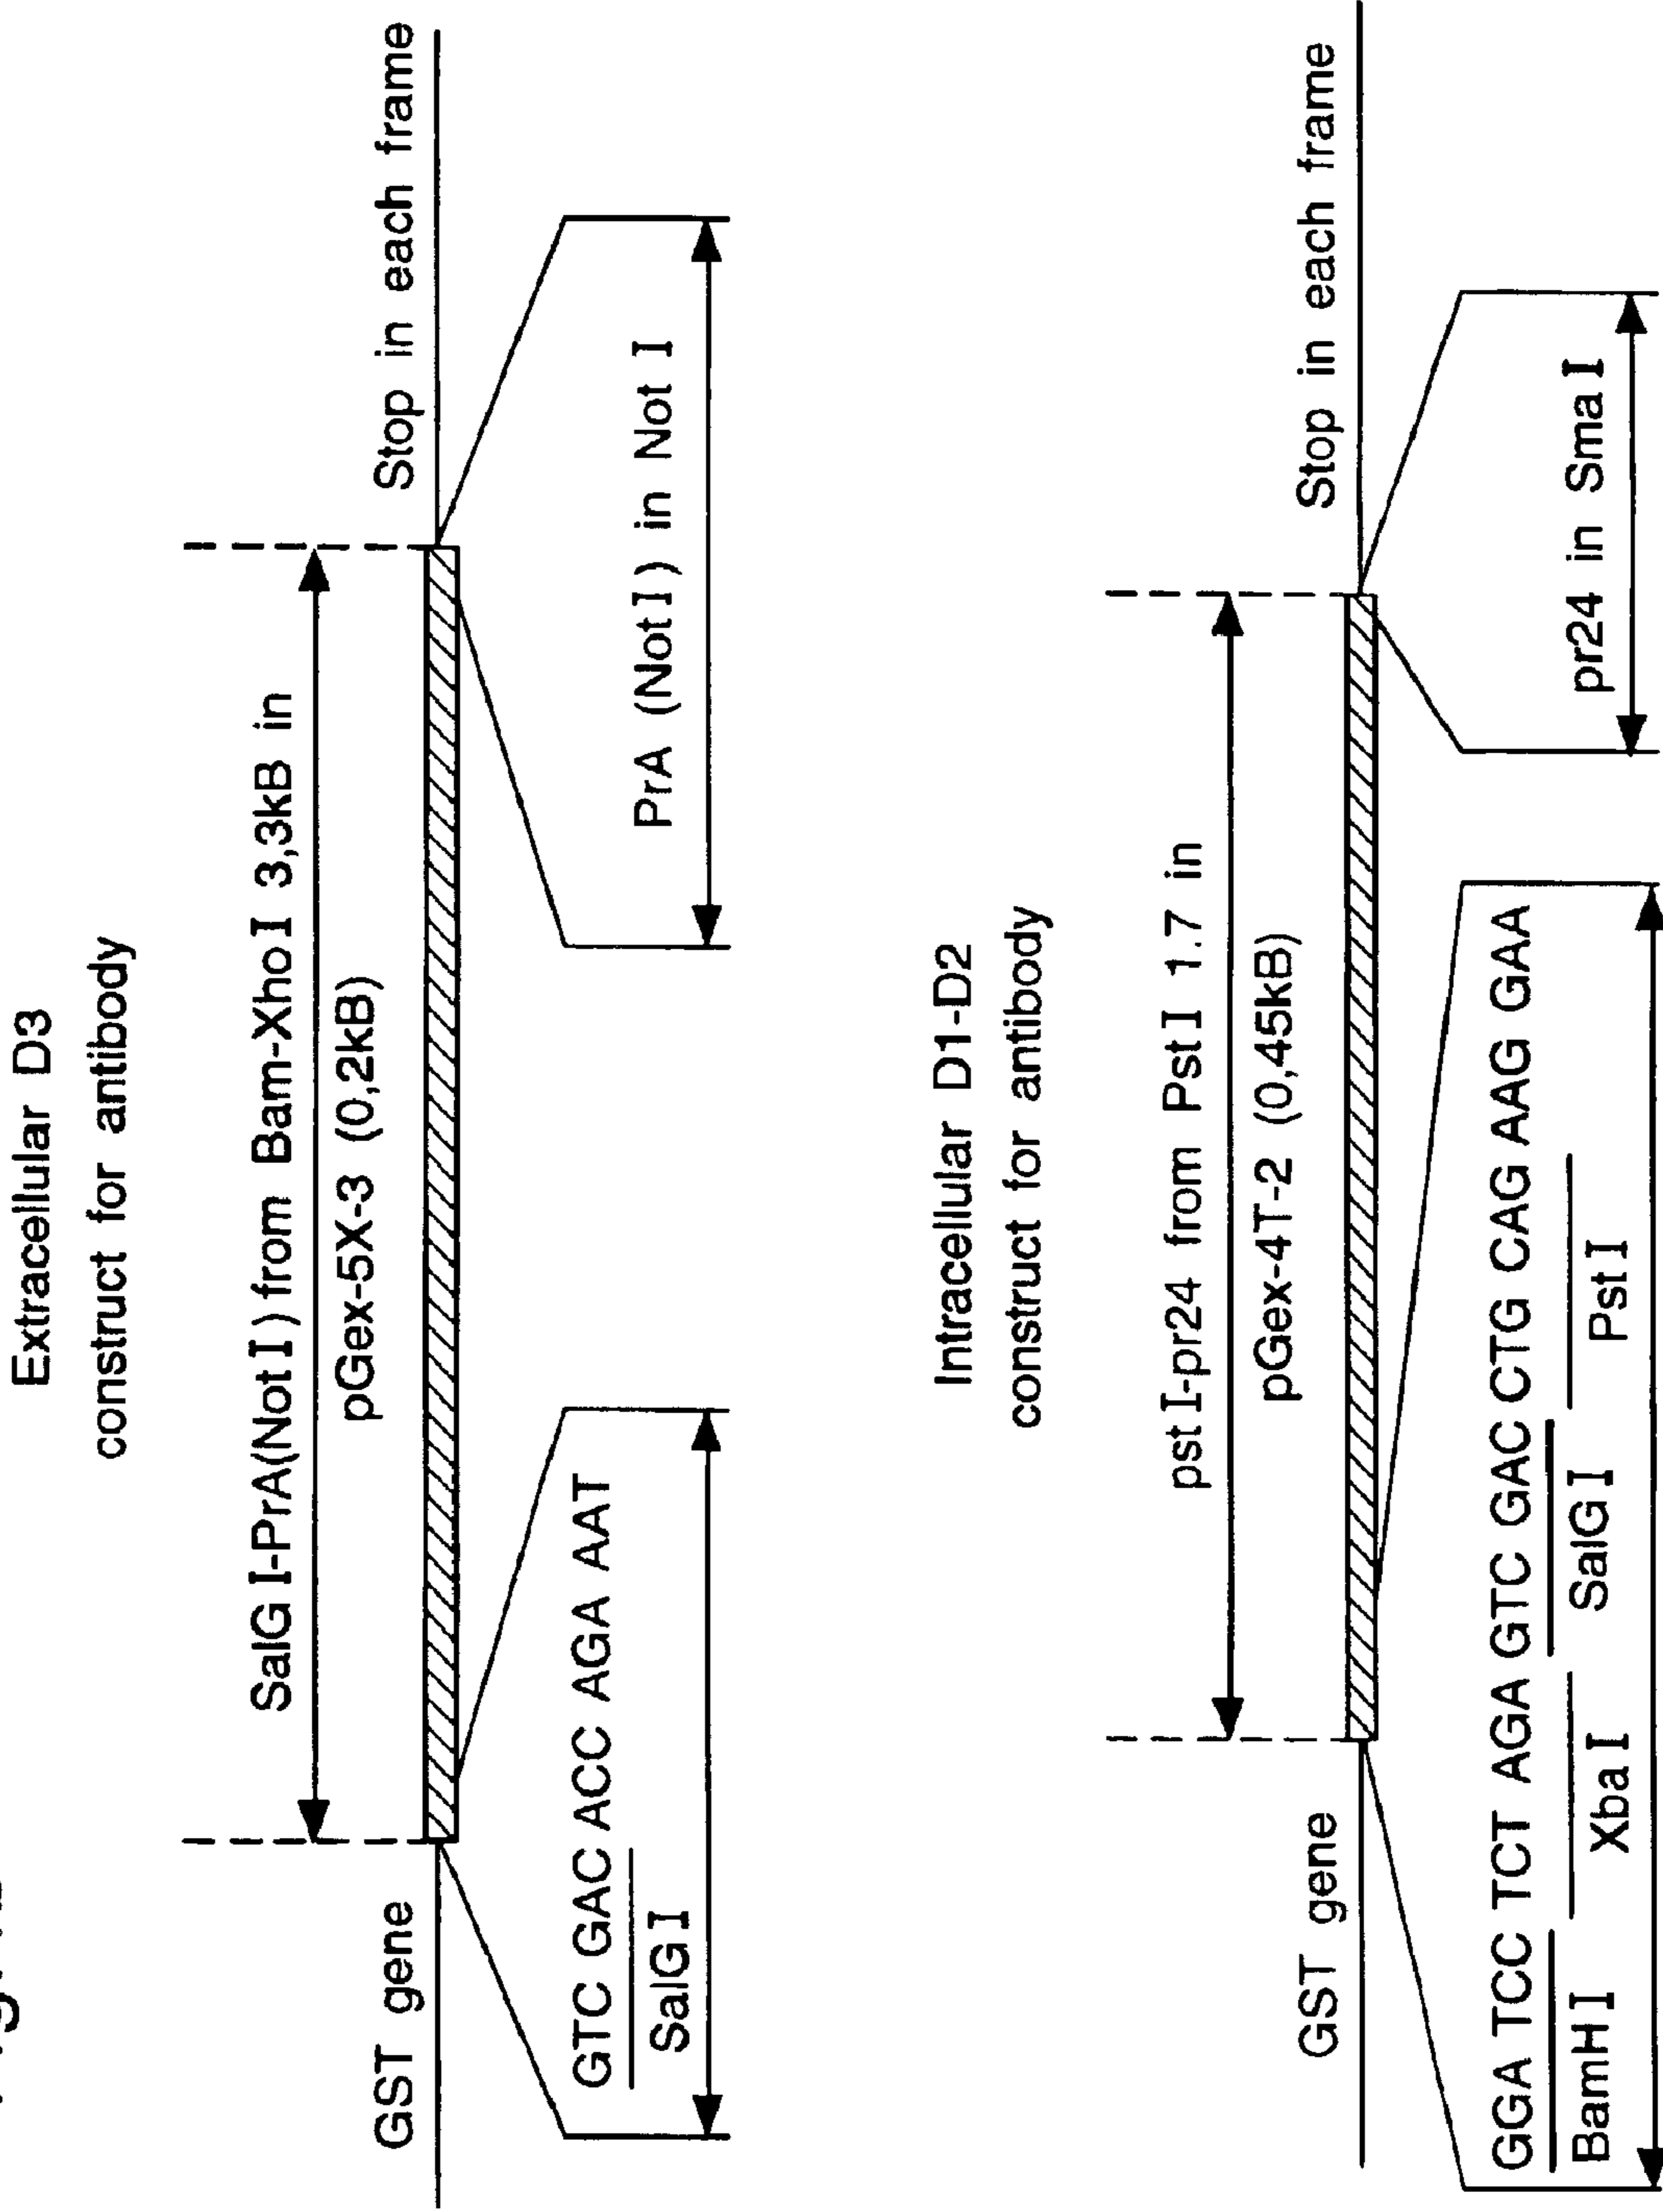 Extracellular D3
construct for antibody
SalG I-PrA(Not I) from Bam-Xho I 3,3kB in
pGex-5X-3 (0,2kB)
GST gene
Stop in each frame
GTC GAC ACC AGA AAT
SalG I
PrA (Not I) in Not I
Intracellular D1-D2
construct for antibody
pst I-pr24 from Pst I 1.7 in
pGex-4T-2 (0,45kB)
GST gene
Stop in each frame
GGA TCC TCT AGA GTC GAC CTG CAG AAG GAA
BamH I Xba I SalG I Pst I
pr24 in Sma I